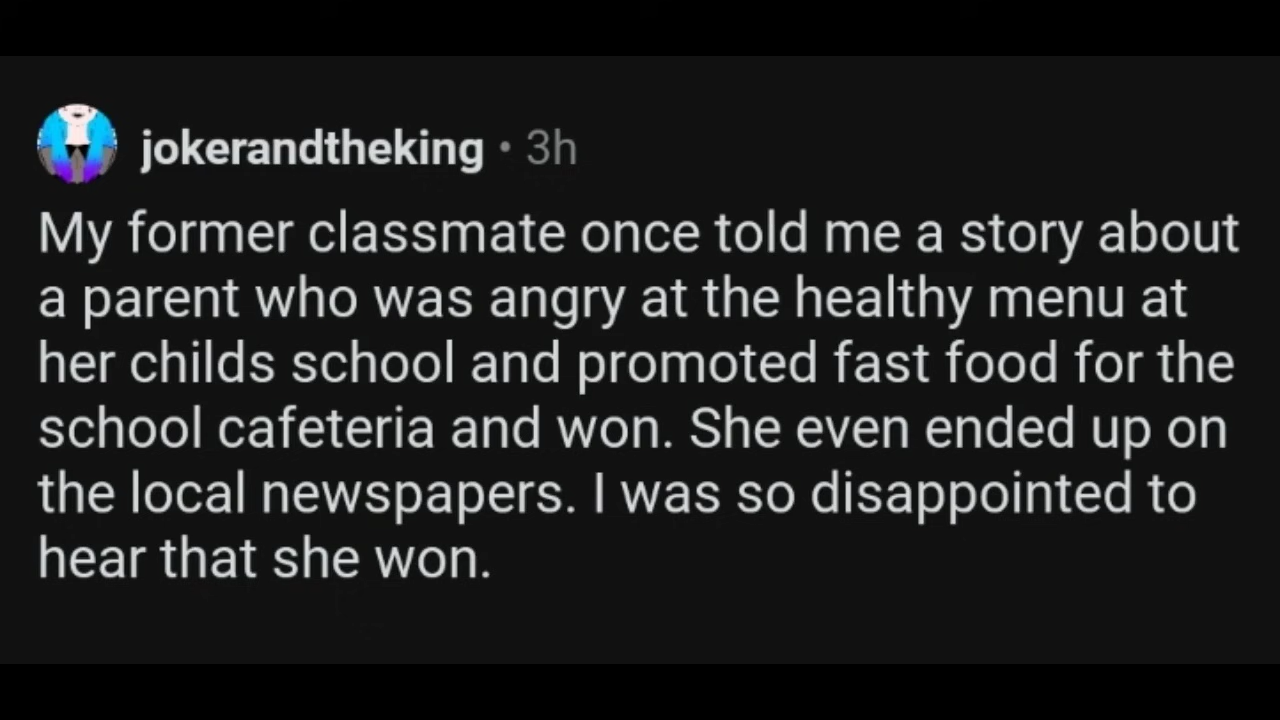 jokerandtheking • 3h
My former classmate once told me a story about
a parent who was angry at the healthy menu at
her childs school and promoted fast food for the
school cafeteria and won. She even ended up on
the local newspapers. I was so disappointed to
hear that she won.